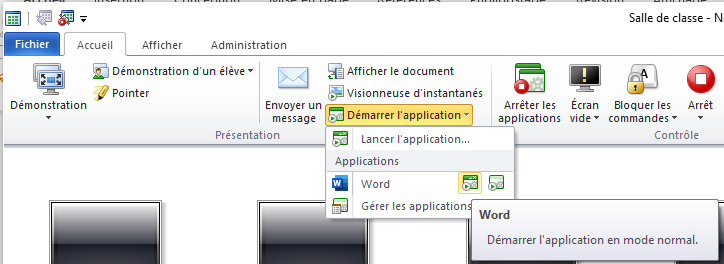 Salle de classe - N
Fichier
Accueil
Afficher
Administration
Démonstration
Démonstration d'un élève
Pointer
Présentation
Envoyer un
message
Afficher le document
Visionneuse d'instantanés
Démarrer l'application
Lancer l'application...
Applications
Word
Gérer les applications
Word
Démarrer l'application en mode normal.
Arrêter les
applications
Écran
vide
Bloquer les
commandes
Arrêt
Contrôle